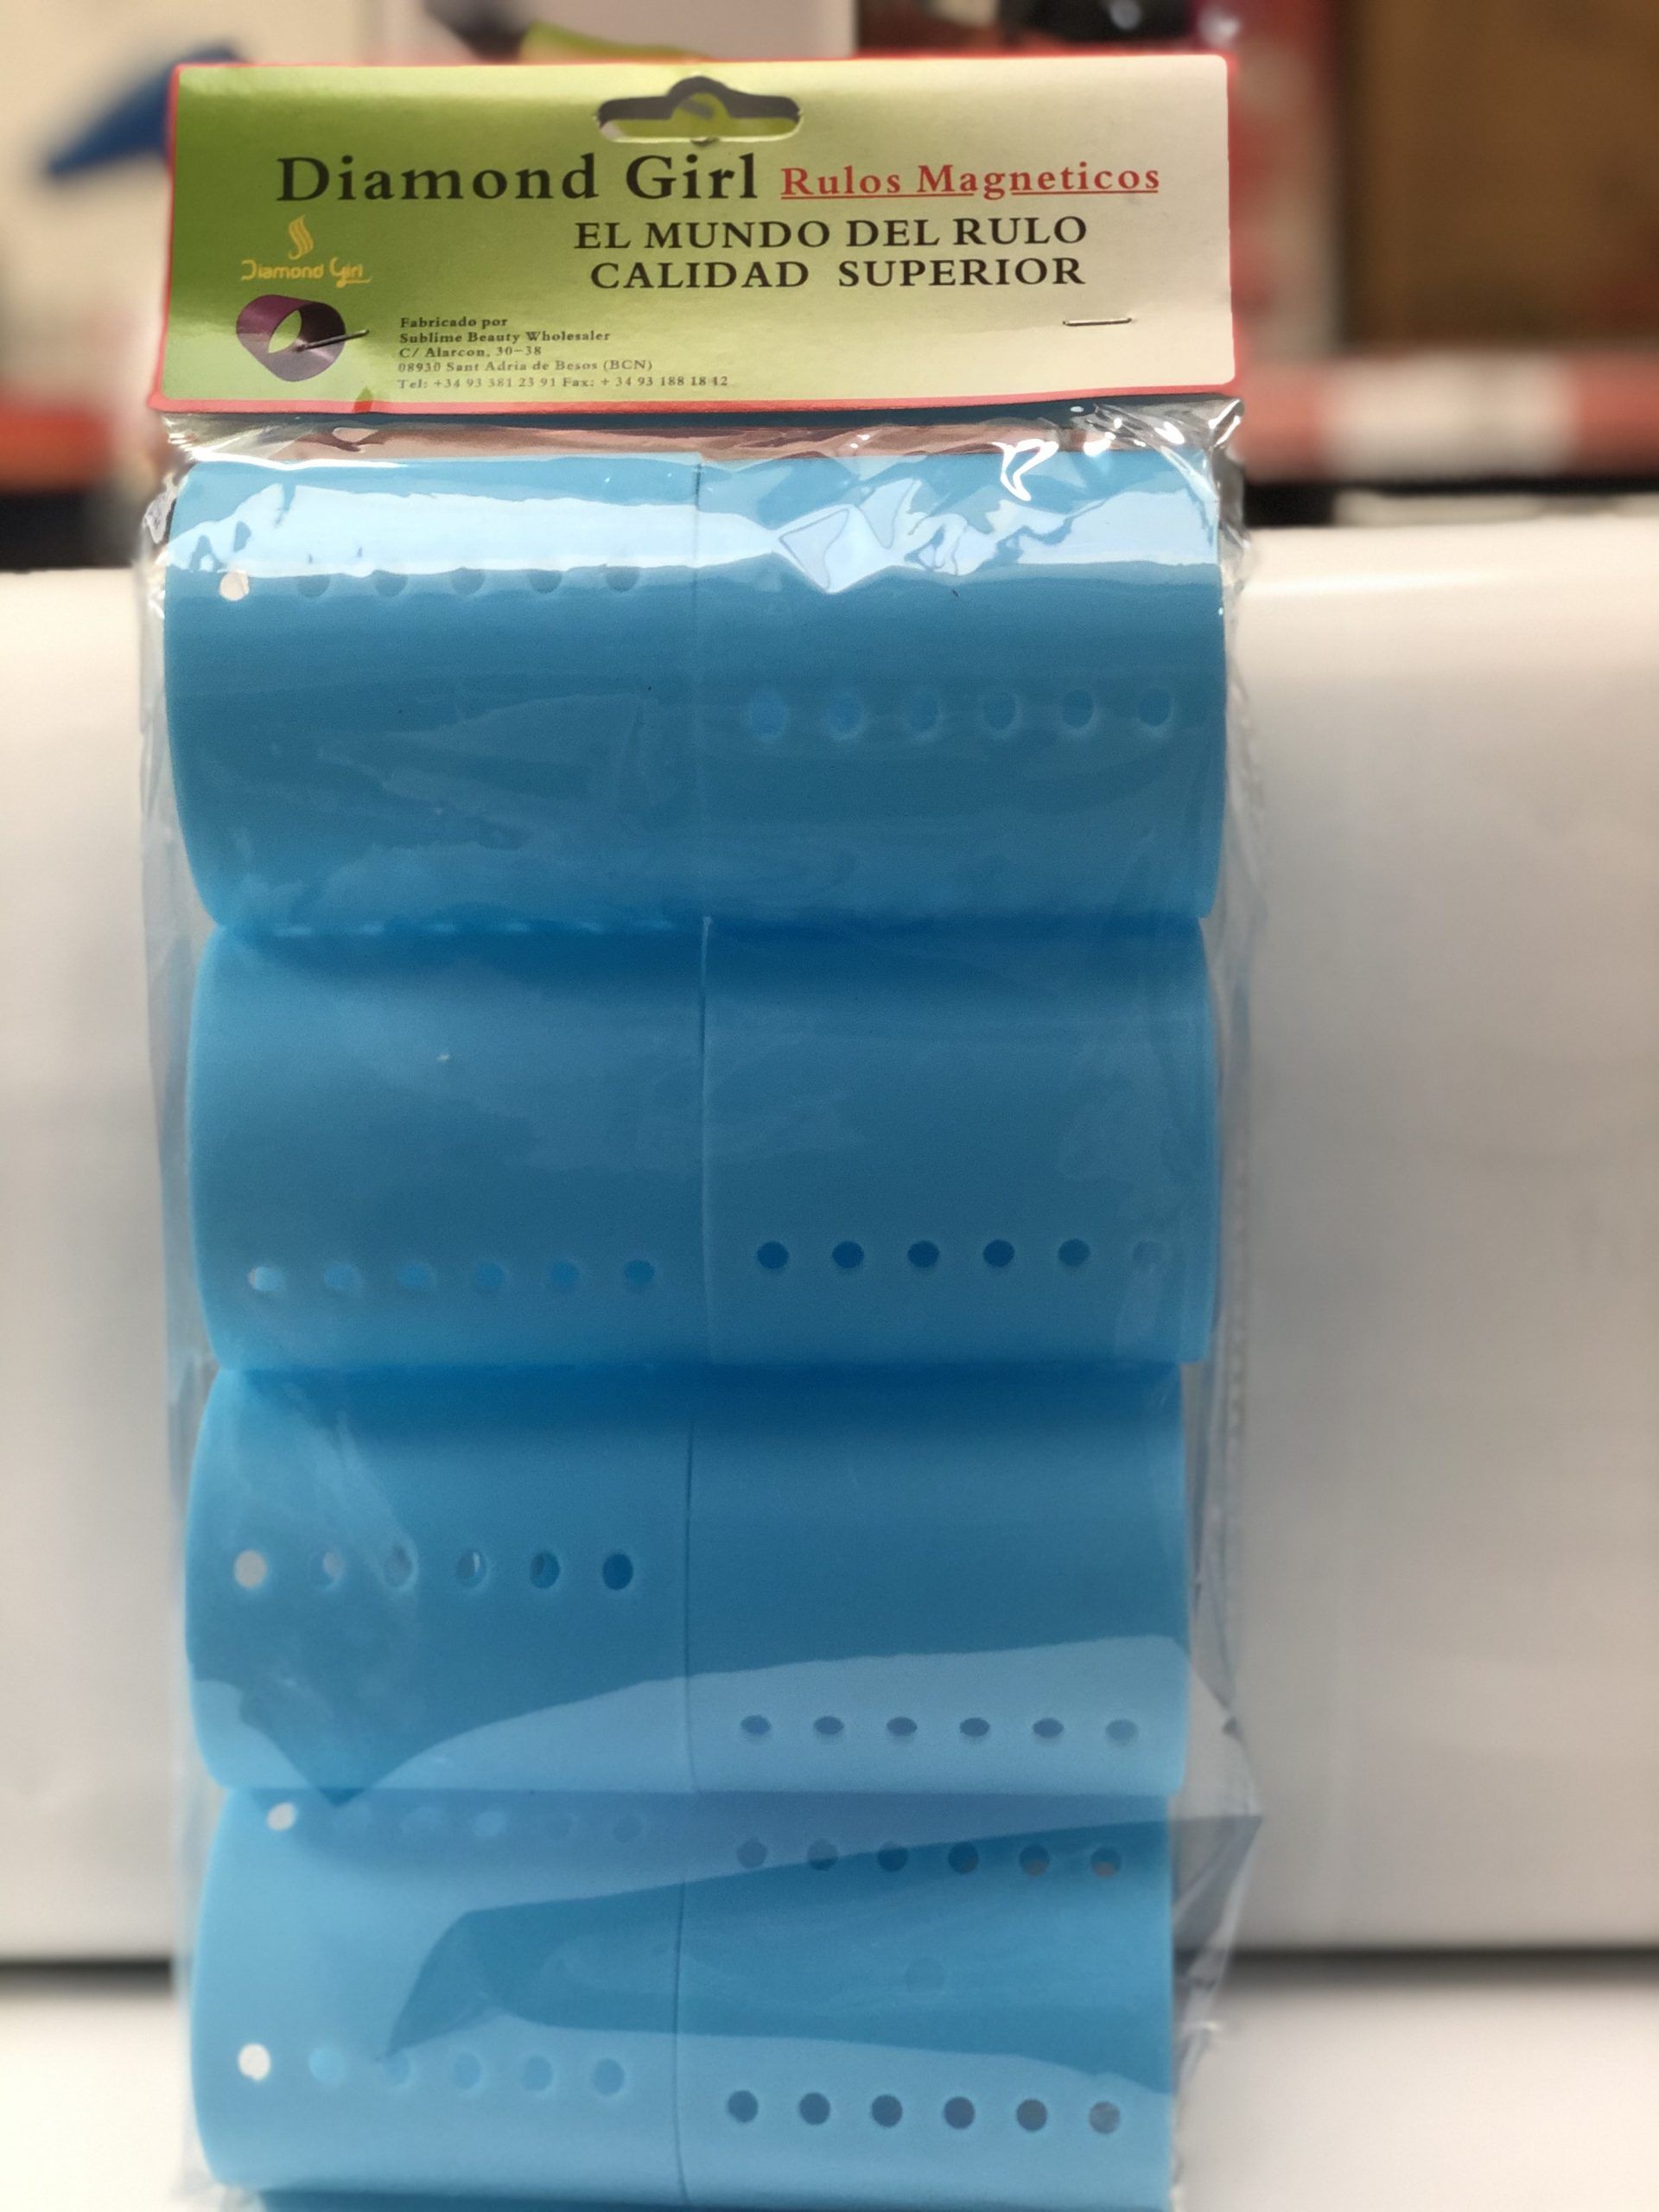 Diamond Girl Rulos Magneticos
EL MUNDO DEL RULO
CALIDAD SUPERIOR
Diamond Girl
Fabricado por
Sublime Beauty Wholesaler
C/ Alarcon, 30-38
08930 Sant Adria de Besos (BCN)
Tel: +34 93 381 23 91 Fax: + 34 93 188 18 12